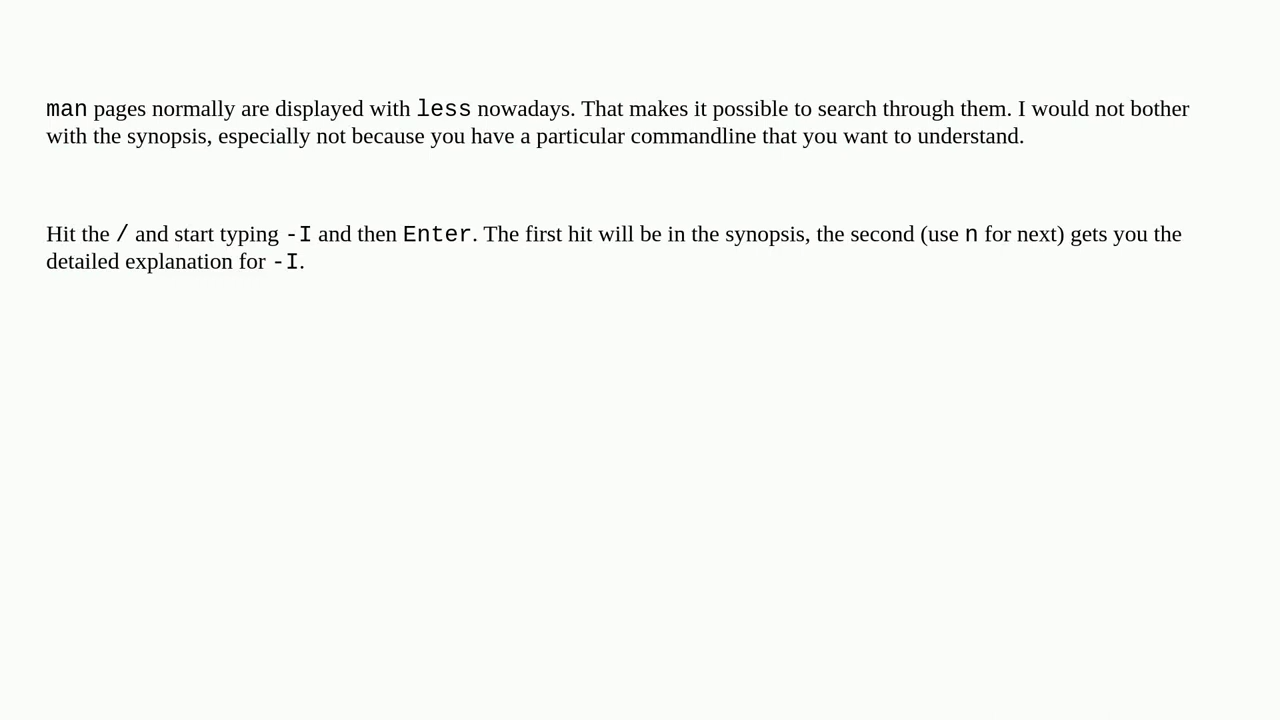 man pages normally are displayed with less nowadays. That makes it possible to search through them. I would not bother
with the synopsis, especially not because you have a particular commandline that you want to understand.
Hit the / and start typing -I and then Enter. The first hit will be in the synopsis, the second (use n for next) gets you the
detailed explanation for -I.